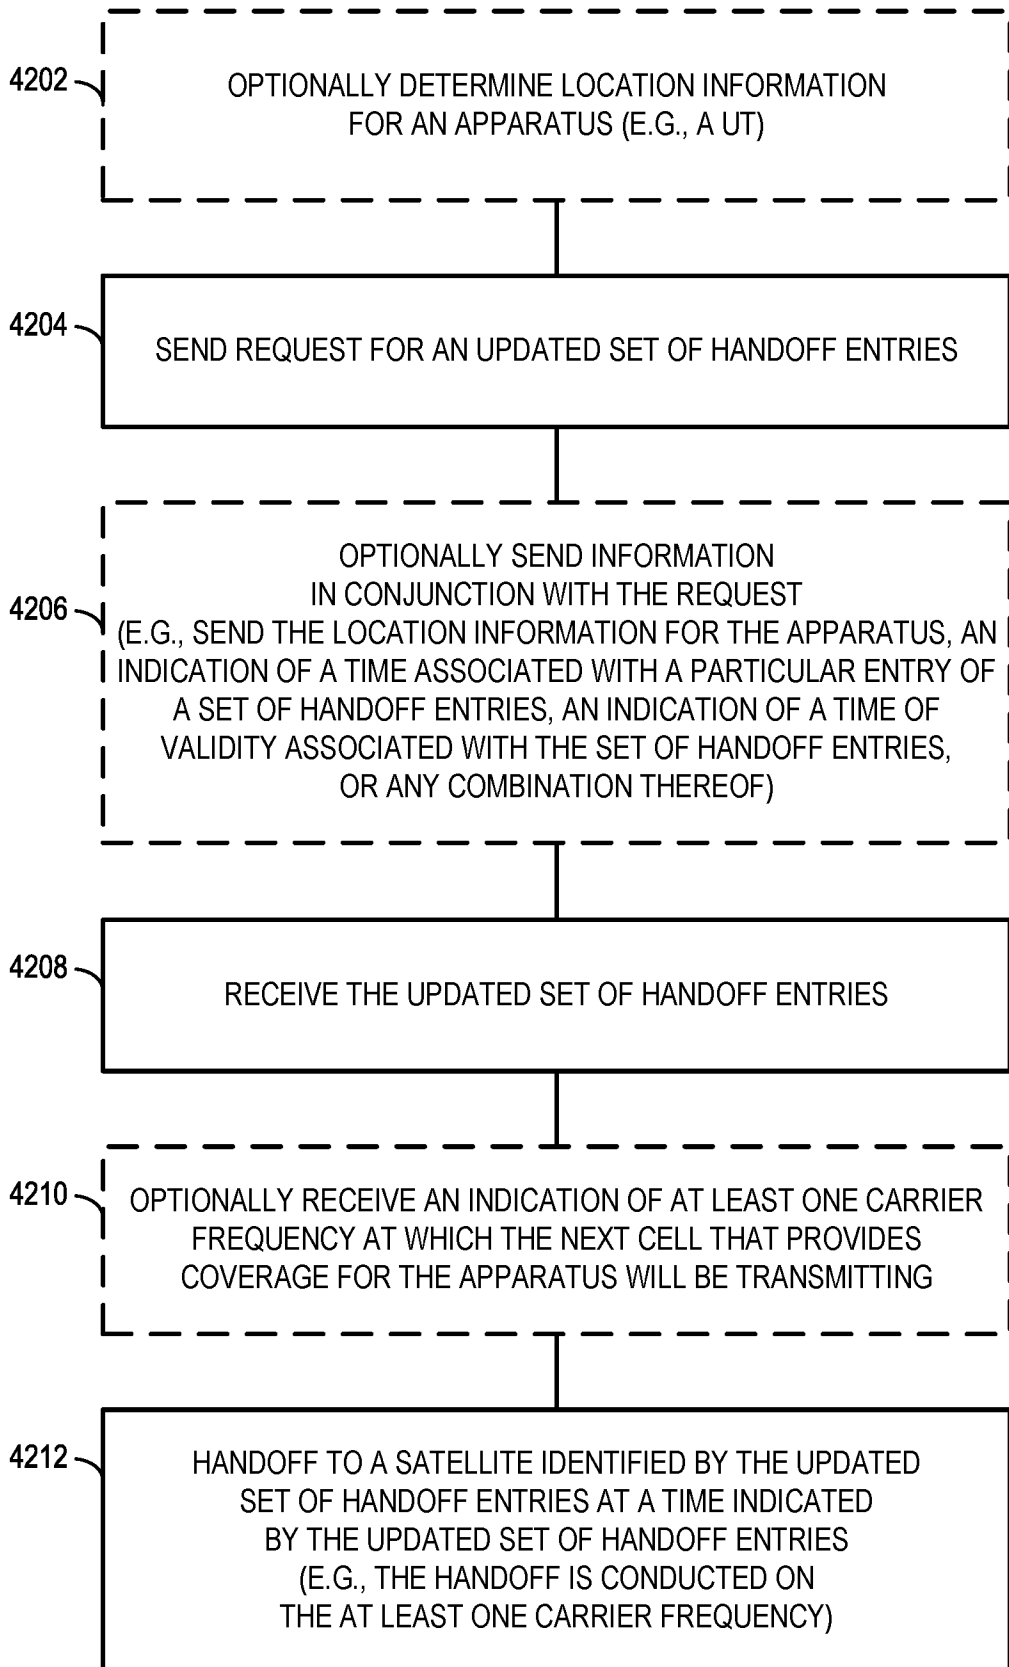 4202
OPTIONALLY DETERMINE LOCATION INFORMATION
FOR AN APPARATUS (E.G., A UT)
4204
SEND REQUEST FOR AN UPDATED SET OF HANDOFF ENTRIES
4206
OPTIONALLY SEND INFORMATION
IN CONJUNCTION WITH THE REQUEST
(E.G., SEND THE LOCATION INFORMATION FOR THE APPARATUS, AN
INDICATION OF A TIME ASSOCIATED WITH A PARTICULAR ENTRY OF
A SET OF HANDOFF ENTRIES, AN INDICATION OF A TIME OF
VALIDITY ASSOCIATED WITH THE SET OF HANDOFF ENTRIES,
OR ANY COMBINATION THEREOF)
4208
RECEIVE THE UPDATED SET OF HANDOFF ENTRIES
4210
OPTIONALLY RECEIVE AN INDICATION OF AT LEAST ONE CARRIER
FREQUENCY AT WHICH THE NEXT CELL THAT PROVIDES
COVERAGE FOR THE APPARATUS WILL BE TRANSMITTING
4212
HANDOFF TO A SATELLITE IDENTIFIED BY THE UPDATED
SET OF HANDOFF ENTRIES AT A TIME INDICATED
BY THE UPDATED SET OF HANDOFF ENTRIES
(E.G., THE HANDOFF IS CONDUCTED ON
THE AT LEAST ONE CARRIER FREQUENCY)